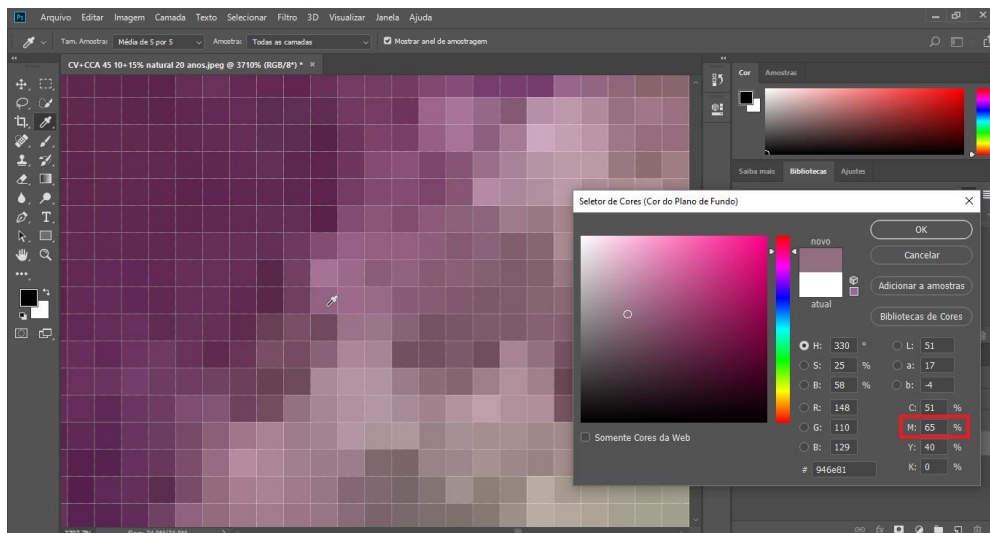 Ps Arquivo Editar Imagem Camada Texto Selecionar Filtro 3D Visualizar Janela Ajuda
Tam. Amostra: Média de 5 por 5 Amostra: Todas as camadas Mostrar anel de amostragem
CV+CCA 45 10+15% natural 20 anos.jpeg @ 3710% (RGB/8*) * ×
Cor Amostras
Saiba mais Bibliotecas Ajustes
Seletor de Cores (Cor do Plano de Fundo)
novo
atual
OK
Cancelar
Adicionar a amostras
Bibliotecas de Cores
H: 330 ° L: 51
S: 25 % a: 17
B: 58 % b: -4
R: 148 C: 51 %
G: 110 M: 65 %
B: 129 Y: 40 %
# 946e81 K: 0 %
Somente Cores da Web
fx